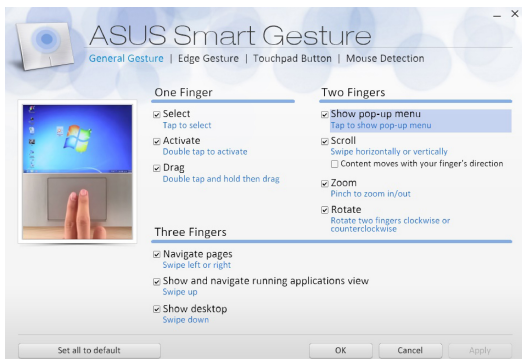 ASUS Smart Gesture
General Gesture | Edge Gesture | Touchpad Button | Mouse Detection
One Finger
Select
Tap to select
Activate
Double tap to activate
Drag
Double tap and hold then drag
Two Fingers
Show pop-up menu
Tap to show pop-up menu
Scroll
Swipe horizontally or vertically
Content moves with your finger's direction
Zoom
Pinch to zoom in/out
Rotate
Rotate two fingers clockwise or
counterclockwise
Three Fingers
Navigate pages
Swipe left or right
Show and navigate running applications view
Swipe up
Show desktop
Swipe down
Set all to default
OK
Cancel
Apply